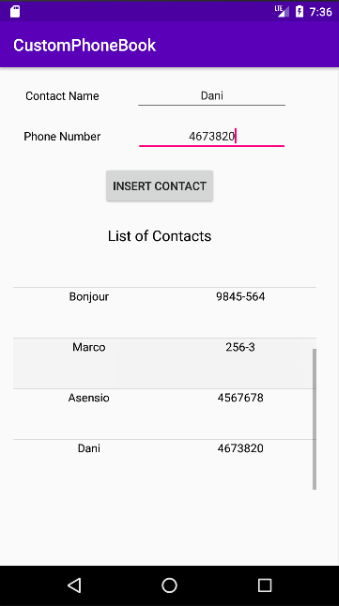 LTE 7:36
CustomPhoneBook
Contact Name Dani
Phone Number 4673820
INSERT CONTACT
List of Contacts
Bonjour 9845-564
Marco 256-3
Asensio 4567678
Dani 4673820